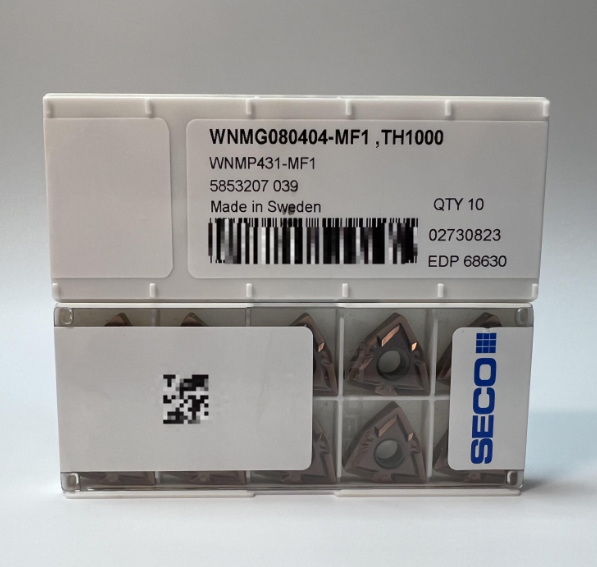 WNMG080404-MF1 ,TH1000
WNMP431-MF1
5853207 039
Made in Sweden
QTY 10
02730823
EDP 68630
SECO